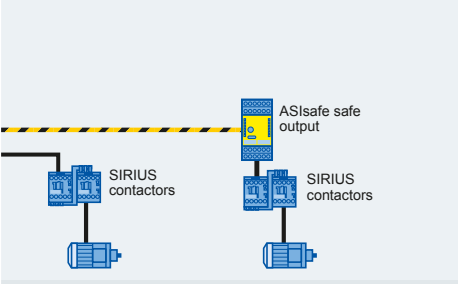 ASIsafe safe
output
SIRIUS
contactors
SIRIUS
contactors